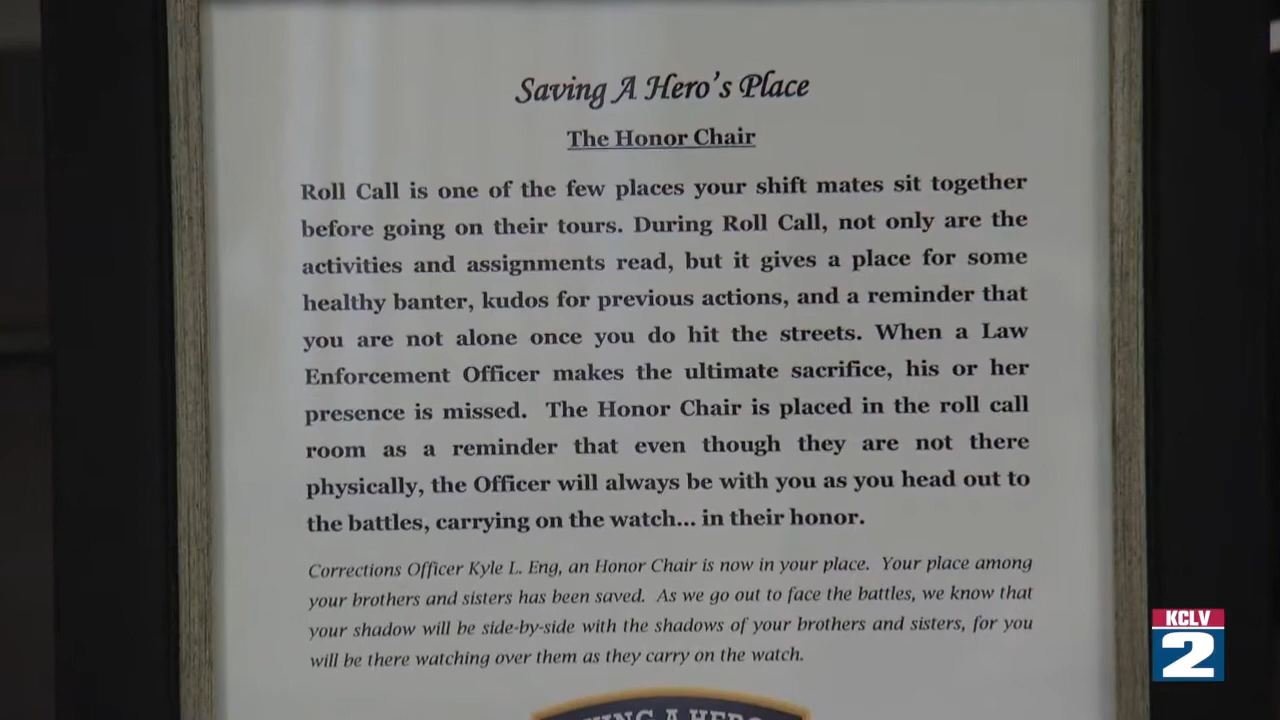 Saving A Hero's Place
The Honor Chair
Roll Call is one of the few places your shift mates sit together
before going on their tours. During Roll Call, not only are the
activities and assignments read, but it gives a place for some
healthy banter, kudos for previous actions, and a reminder that
you are not alone once you do hit the streets. When a Law
Enforcement Officer makes the ultimate sacrifice, his or her
presence is missed. The Honor Chair is placed in the roll call
room as a reminder that even though they are not there
physically, the Officer will always be with you as you head out to
the battles, carrying on the watch... in their honor.
Corrections Officer Kyle L. Eng, an Honor Chair is now in your place. Your place among
your brothers and sisters has been saved. As we go out to face the battles, we know that
your shadow will be side-by-side with the shadows of your brothers and sisters, for you
will be there watching over them as they carry on the watch.
KCLV
2